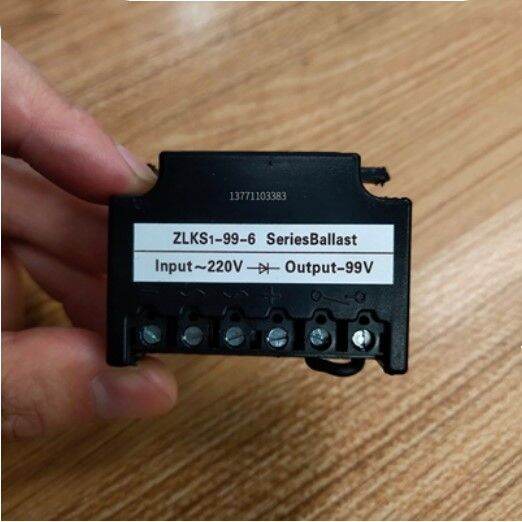 13771103383
ZLKS1-99-6 SeriesBallast
Input~220V Output-99V
- ~ ~ +